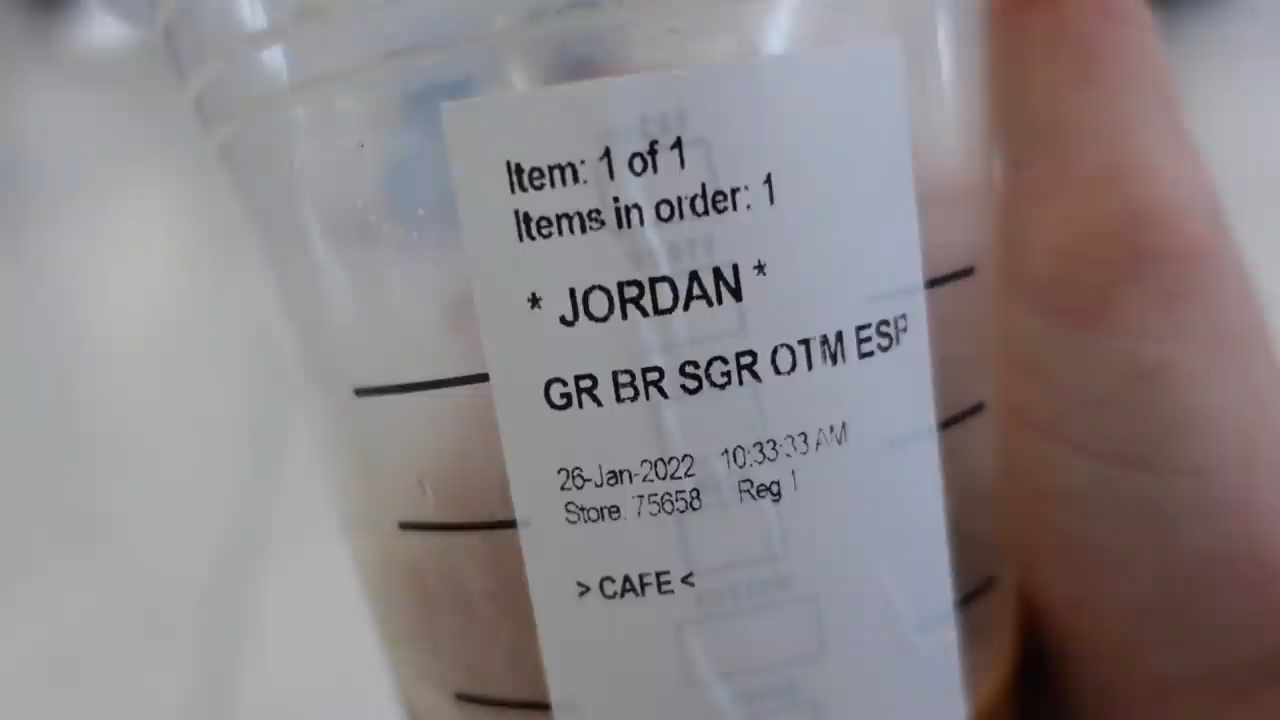 Item: 1 of 1
Items in order: 1
* JORDAN *
GR BR SGR OTM ESP
26-Jan-2022 10:33:33 AM
Store: 75658 Reg 1
> CAFE <